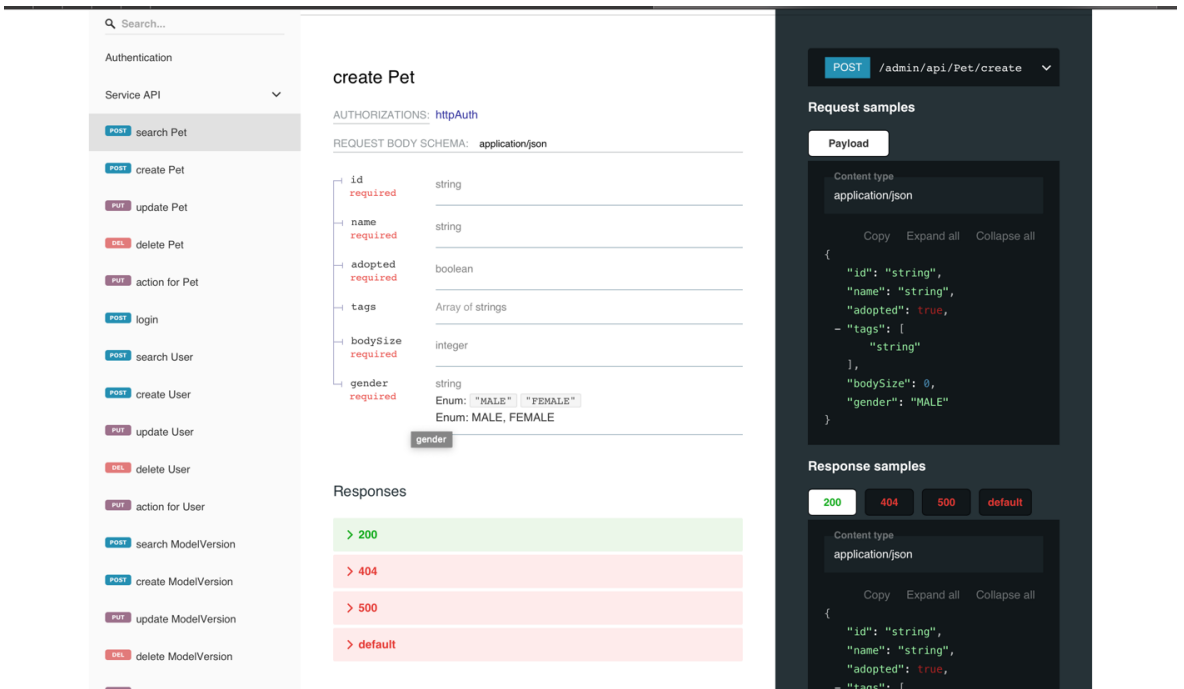 Search...
Authentication
Service API
POST search Pet
POST create Pet
PUT update Pet
DEL delete Pet
PUT action for Pet
POST login
POST search User
POST create User
PUT update User
DEL delete User
PUT action for User
POST search ModelVersion
POST create ModelVersion
PUT update ModelVersion
DEL delete ModelVersion
create Pet
AUTHORIZATIONS: httpAuth
REQUEST BODY SCHEMA: application/json
id string
required
name string
required
adopted boolean
required
tags Array of strings
bodySize integer
required
gender string
required Enum: "MALE" "FEMALE"
Enum: MALE, FEMALE
gender
Responses
200
404
500
default
POST /admin/api/Pet/create
Request samples
Payload
Content type
application/json
Copy Expand all Collapse all
{
"id": "string",
"name": "string",
"adopted": true,
– "tags": [
"string"
],
"bodySize": 0,
"gender": "MALE"
}
Response samples
200 404 500 default
Content type
application/json
Copy Expand all Collapse all
{
"id": "string",
"name": "string",
"adopted": true,
– "tags": [